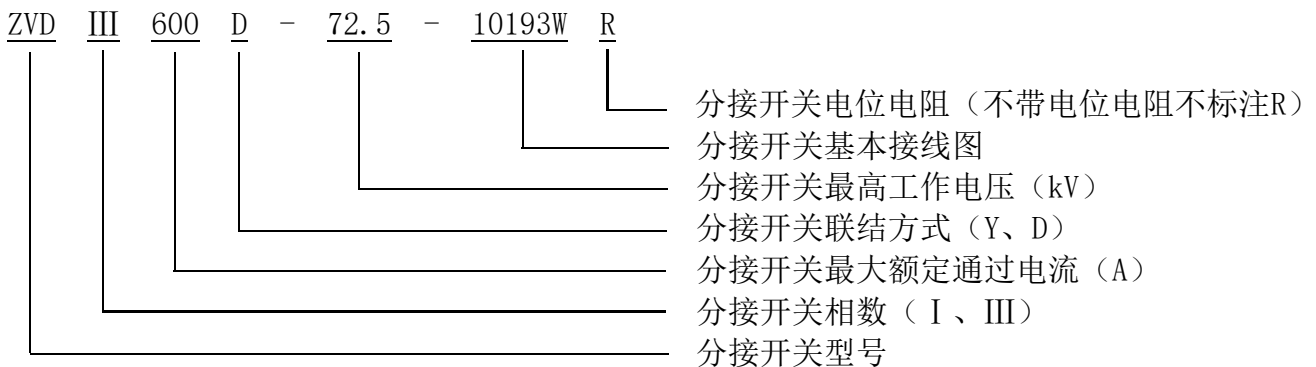 ZVD Ⅲ 600 D - 72.5 - 10193W R
分接开关电位电阻（不带电位电阻不标注R）
分接开关基本接线图
分接开关最高工作电压（kV）
分接开关联结方式（Y、D）
分接开关最大额定通过电流（A）
分接开关相数（Ⅰ、Ⅲ）
分接开关型号